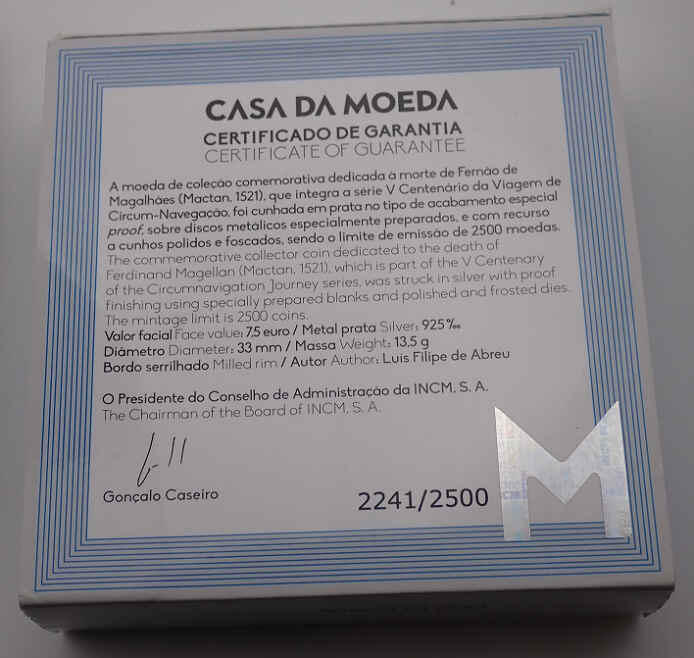 CASA DA MOEDA
CERTIFICADO DE GARANTIA
CERTIFICATE OF GUARANTEE
A moeda de coleção comemorativa dedicada à morte de Fernão de
Magalhães (Mactan, 1521), que integra a série V Centenário da Viagem de
Circum-Navegação, foi cunhada em prata no tipo de acabamento especial
proof, sobre discos metálicos especialmente preparados, e com recurso
a cunhos polidos e foscados, sendo o limite de emissão de 2500 moedas.
The commemorative collector coin dedicated to the death of
Ferdinand Magellan (Mactan, 1521), which is part of the V Centenary
of the Circumnavigation Journey series, was struck in silver with proof
finishing using specially prepared blanks and polished and frosted dies.
The mintage limit is 2500 coins.
Valor facial Face value: 7,5 euro / Metal prata Silver: 925‰
Diâmetro Diameter: 33 mm / Massa Weight: 13,5 g
Bordo serrilhado Milled rim / Autor Author: Luis Filipe de Abreu
O Presidente do Conselho de Administração da INCM, S. A.
The Chairman of the Board of INCM, S. A.
Gonçalo Caseiro
2241/2500
M